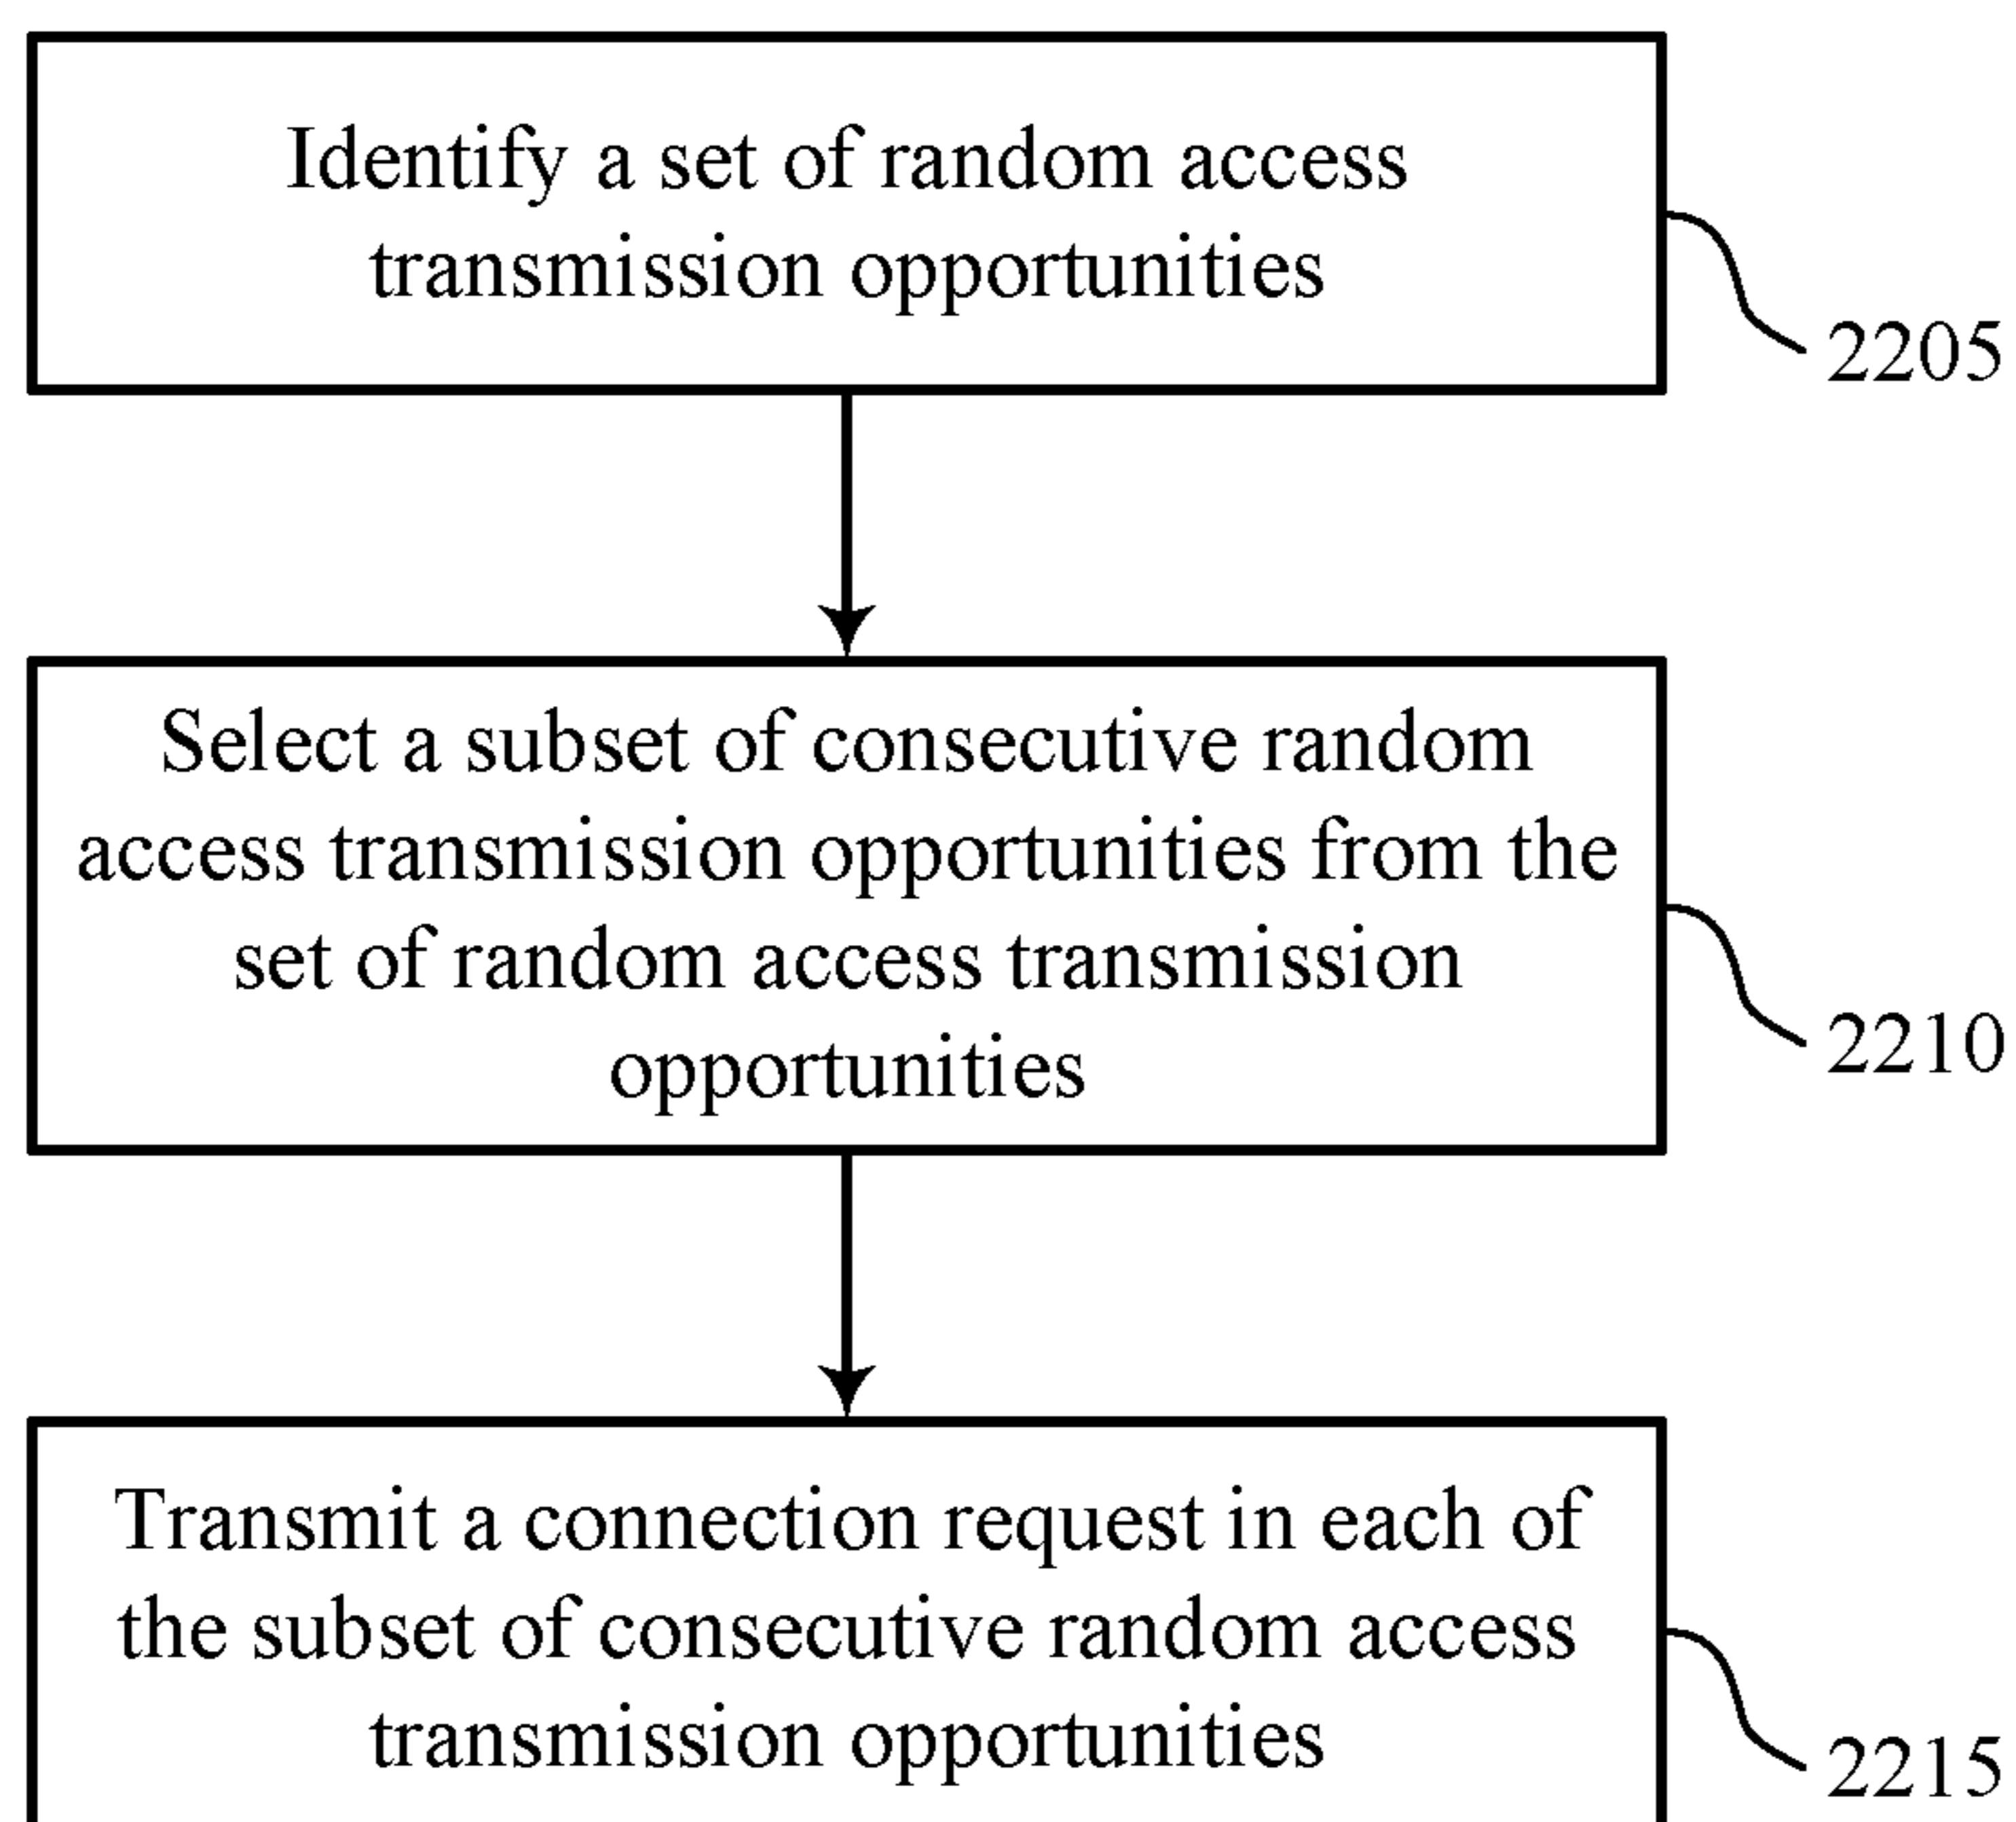 Identify a set of random access
transmission opportunities
2205
Select a subset of consecutive random
access transmission opportunities from the
set of random access transmission
opportunities
2210
Transmit a connection request in each of
the subset of consecutive random access
transmission opportunities
2215